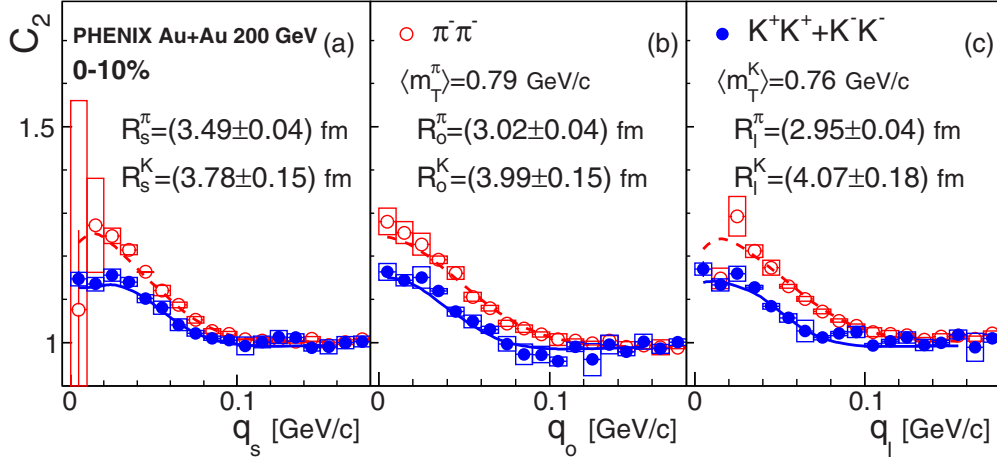 C₂
PHENIX Au+Au 200 GeV (a)
0-10%
R_s^π=(3.49±0.04) fm
R_s^K=(3.78±0.15) fm
π⁻π⁻ (b)
⟨m_T^π⟩=0.79 GeV/c
R_o^π=(3.02±0.04) fm
R_o^K=(3.99±0.15) fm
K⁺K⁺+K⁻K⁻ (c)
⟨m_T^K⟩=0.76 GeV/c
R_l^π=(2.95±0.04) fm
R_l^K=(4.07±0.18) fm
2
1.5
1
0 0.1 0 0.1 0 0.1
q_s [GeV/c] q_o [GeV/c] q_l [GeV/c]